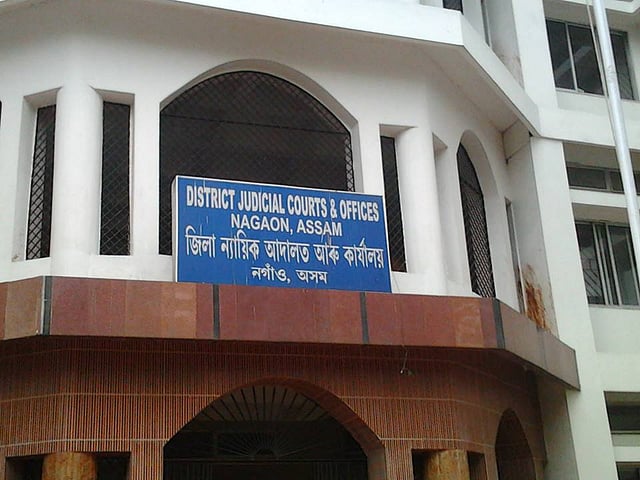 DISTRICT JUDICIAL COURTS & OFFICES
NAGAON, ASSAM
জিলা ন্যায়িক আদালত আৰু কাৰ্যালয়
নগাঁও, অসম